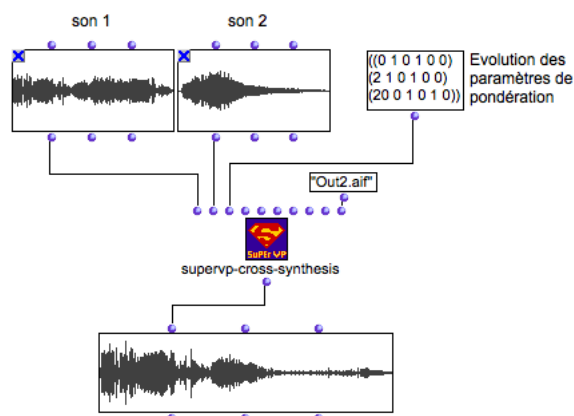 son 1
son 2
((0 1 0 1 0 0)
(2 1 0 1 0 0)
(20 0 1 0 1 0))
Evolution des
paramètres de
pondération
"Out2.aif"
SuPEr VP
supervp-cross-synthesis